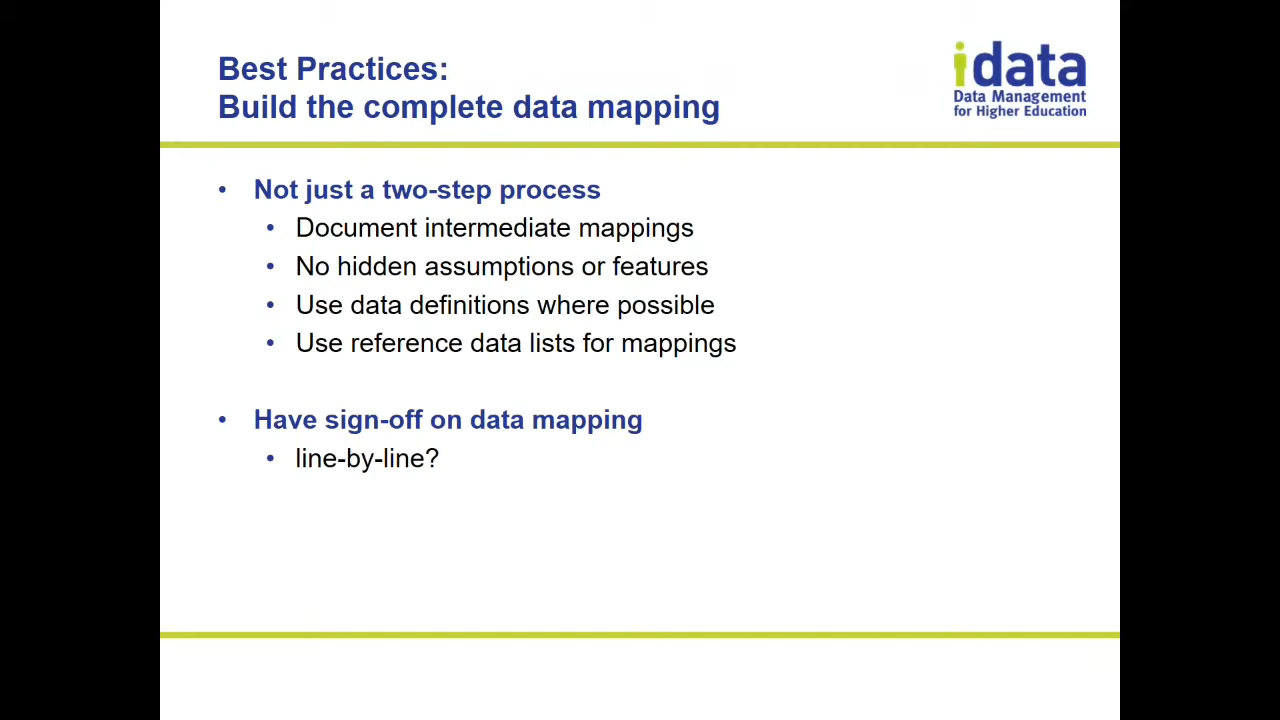 Best Practices:
Build the complete data mapping
idata
Data Management
for Higher Education
• Not just a two-step process
• Document intermediate mappings
• No hidden assumptions or features
• Use data definitions where possible
• Use reference data lists for mappings
• Have sign-off on data mapping
• line-by-line?